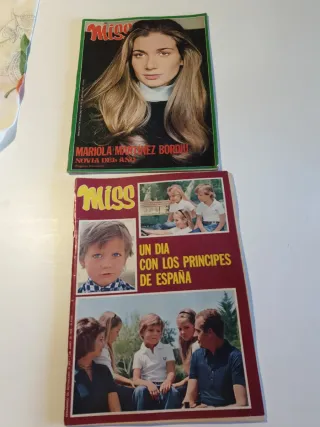 Miss
MARIOLA MARTINEZ BORDIU
NOVIA DEL AÑO
Miss
UN DIA
CON LOS PRINCIPES
DE ESPAÑA